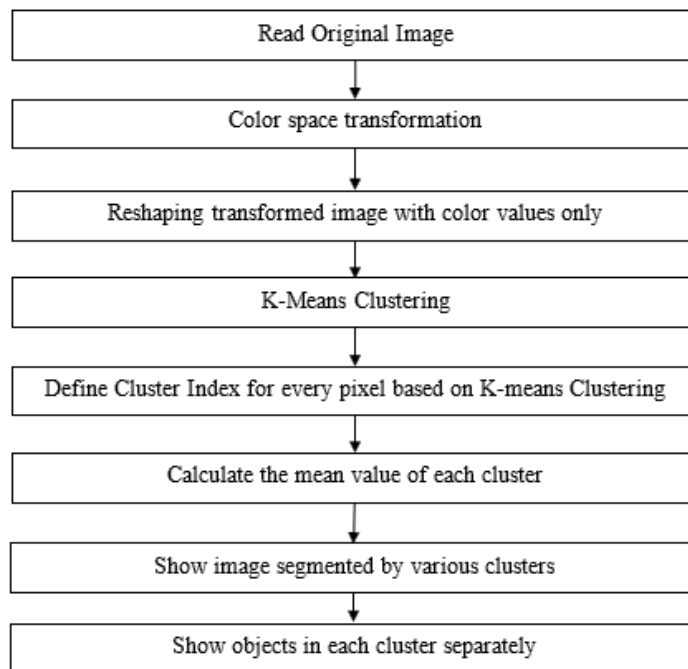 Read Original Image
Color space transformation
Reshaping transformed image with color values only
K-Means Clustering
Define Cluster Index for every pixel based on K-means Clustering
Calculate the mean value of each cluster
Show image segmented by various clusters
Show objects in each cluster separately